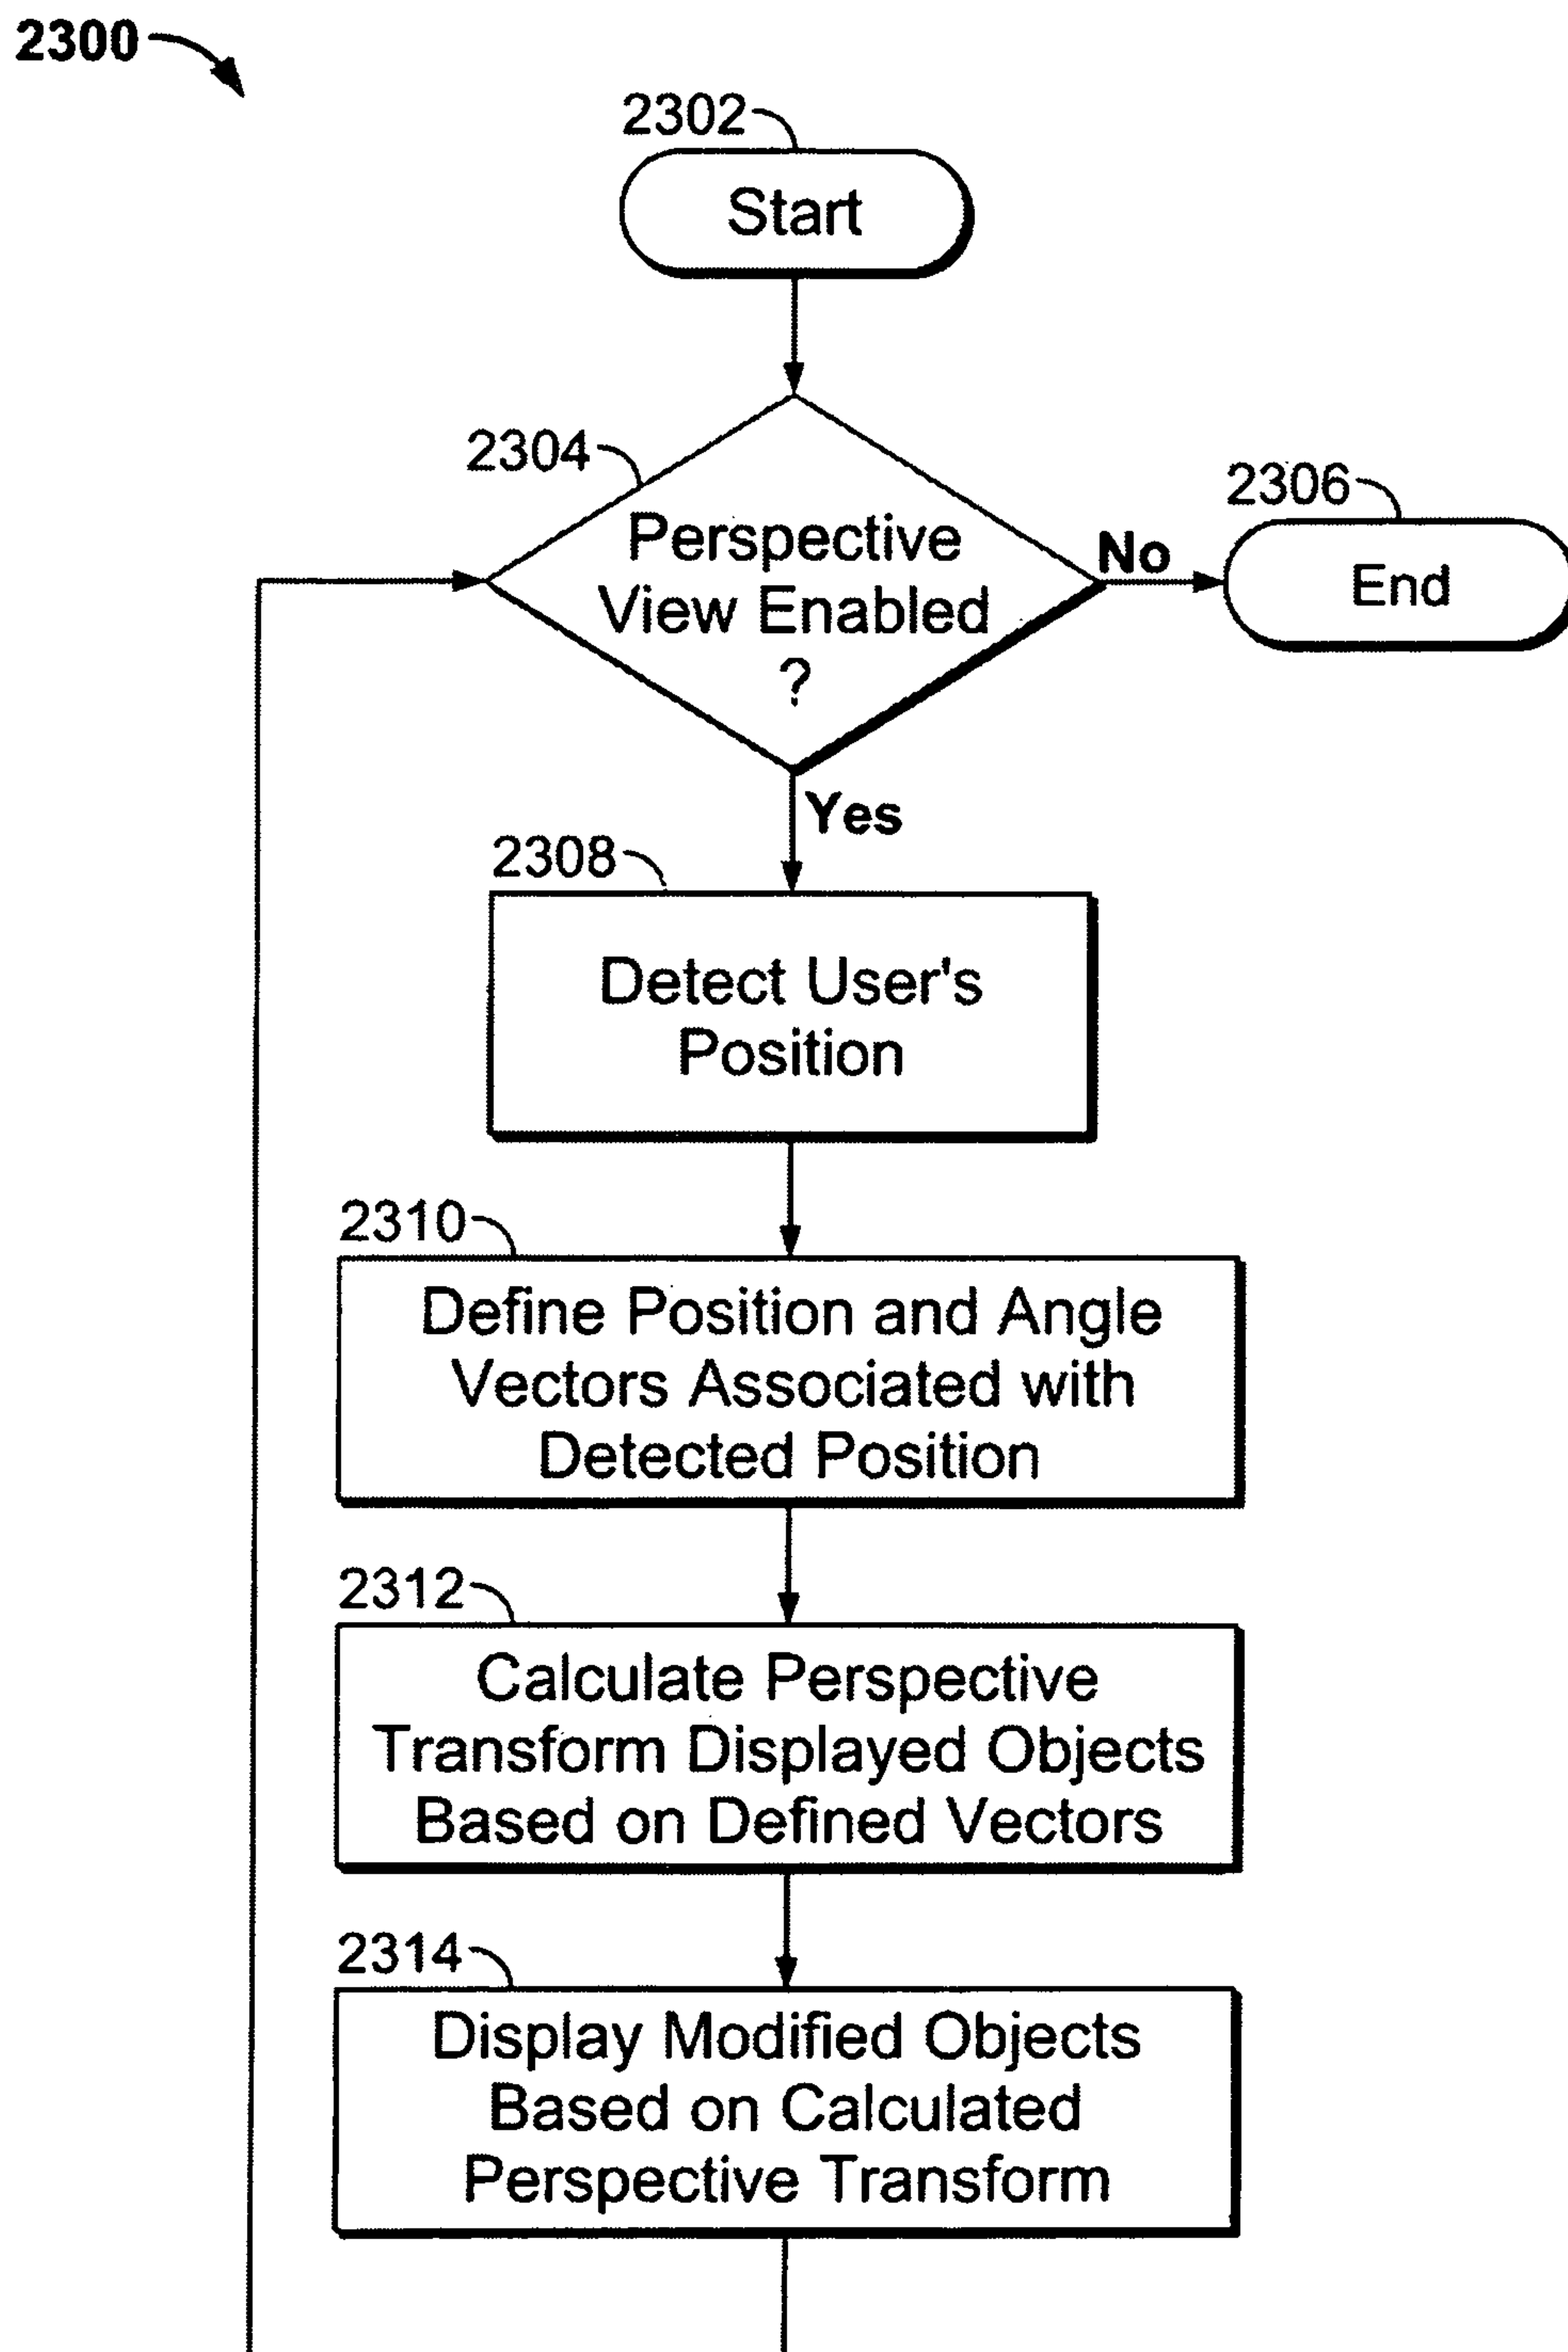 2300
2302
Start
2304
Perspective
View Enabled
?
No
2306
End
Yes
2308
Detect User's
Position
2310
Define Position and Angle
Vectors Associated with
Detected Position
2312
Calculate Perspective
Transform Displayed Objects
Based on Defined Vectors
2314
Display Modified Objects
Based on Calculated
Perspective Transform